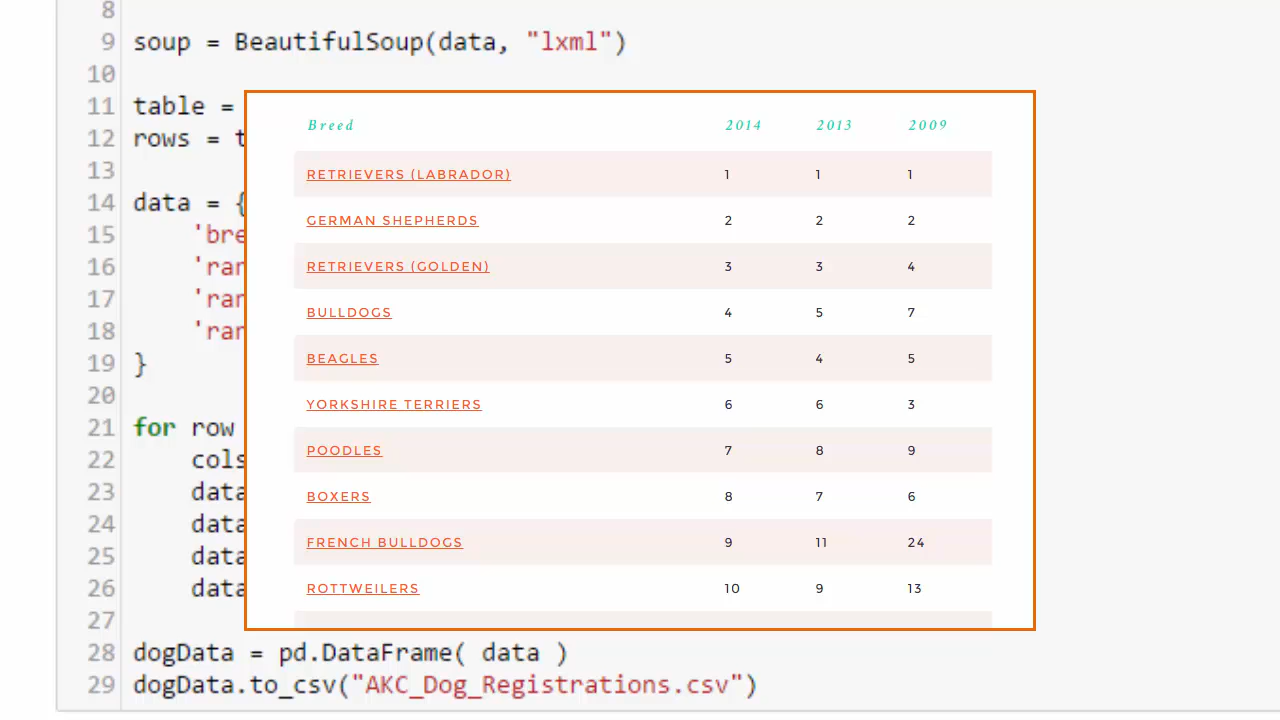 8
9 soup = BeautifulSoup(data, "lxml")
10
11 table =
12 rows = t
13
14 data = {
15 'bre
16 'ran
17 'ran
18 'ran
19 }
20
21 for row
22 cols
23 data
24 data
25 data
26 data
27
28 dogData = pd.DataFrame( data )
29 dogData.to_csv("AKC_Dog_Registrations.csv")
Breed 2014 2013 2009
RETRIEVERS (LABRADOR) 1 1 1
GERMAN SHEPHERDS 2 2 2
RETRIEVERS (GOLDEN) 3 3 4
BULLDOGS 4 5 7
BEAGLES 5 4 5
YORKSHIRE TERRIERS 6 6 3
POODLES 7 8 9
BOXERS 8 7 6
FRENCH BULLDOGS 9 11 24
ROTTWEILERS 10 9 13